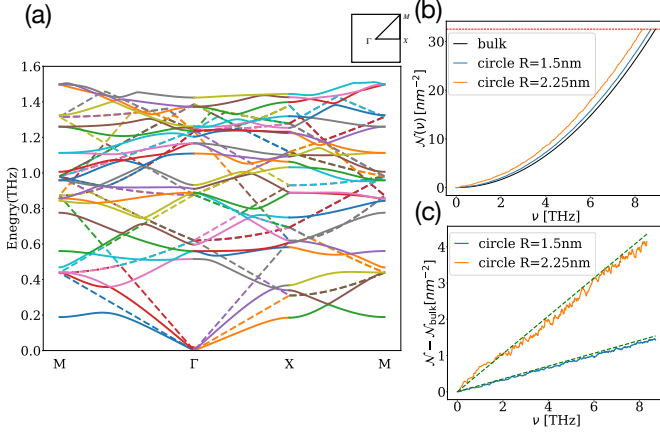 (a)
M
Γ
X
Enegry(THz)
1.6
1.4
1.2
1.0
0.8
0.6
0.4
0.2
0.0
M
Γ
X
M
(b)
𝒩(υ) [nm⁻²]
30
20
10
0
bulk
circle R=1.5nm
circle R=2.25nm
0
2
4
6
8
ν [THz]
(c)
𝒩 − 𝒩bulk[nm⁻²]
4
3
2
1
0
circle R=1.5nm
circle R=2.25nm
0
2
4
6
8
ν [THz]